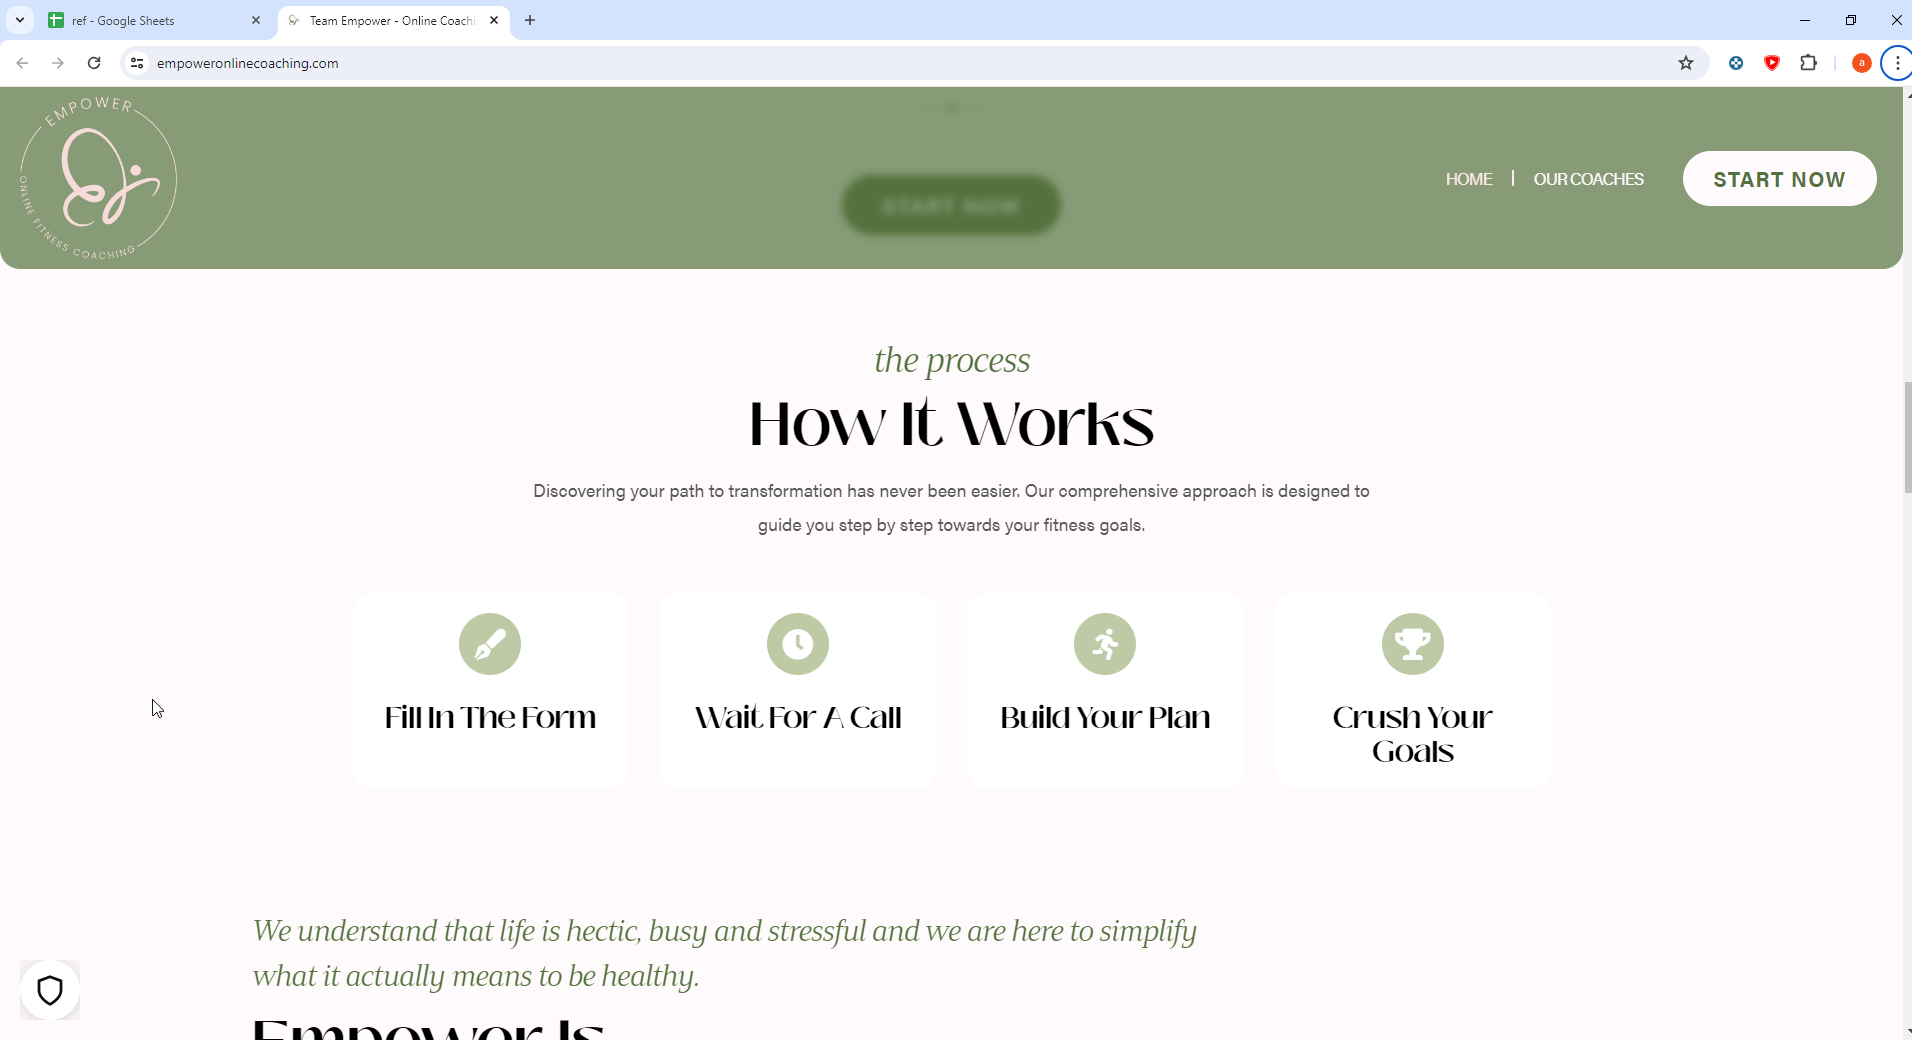 ref - Google Sheets
Team Empower - Online Coachi
empoweronlinecoaching.com
a
EMPOWER
ONLINE FITNESS COACHING
START NOW
HOME
OUR COACHES
START NOW
the process
How It Works
Discovering your path to transformation has never been easier. Our comprehensive approach is designed to
guide you step by step towards your fitness goals.
Fill In The Form
Wait For A Call
Build Your Plan
Crush Your
Goals
We understand that life is hectic, busy and stressful and we are here to simplify
what it actually means to be healthy.
Empower Is